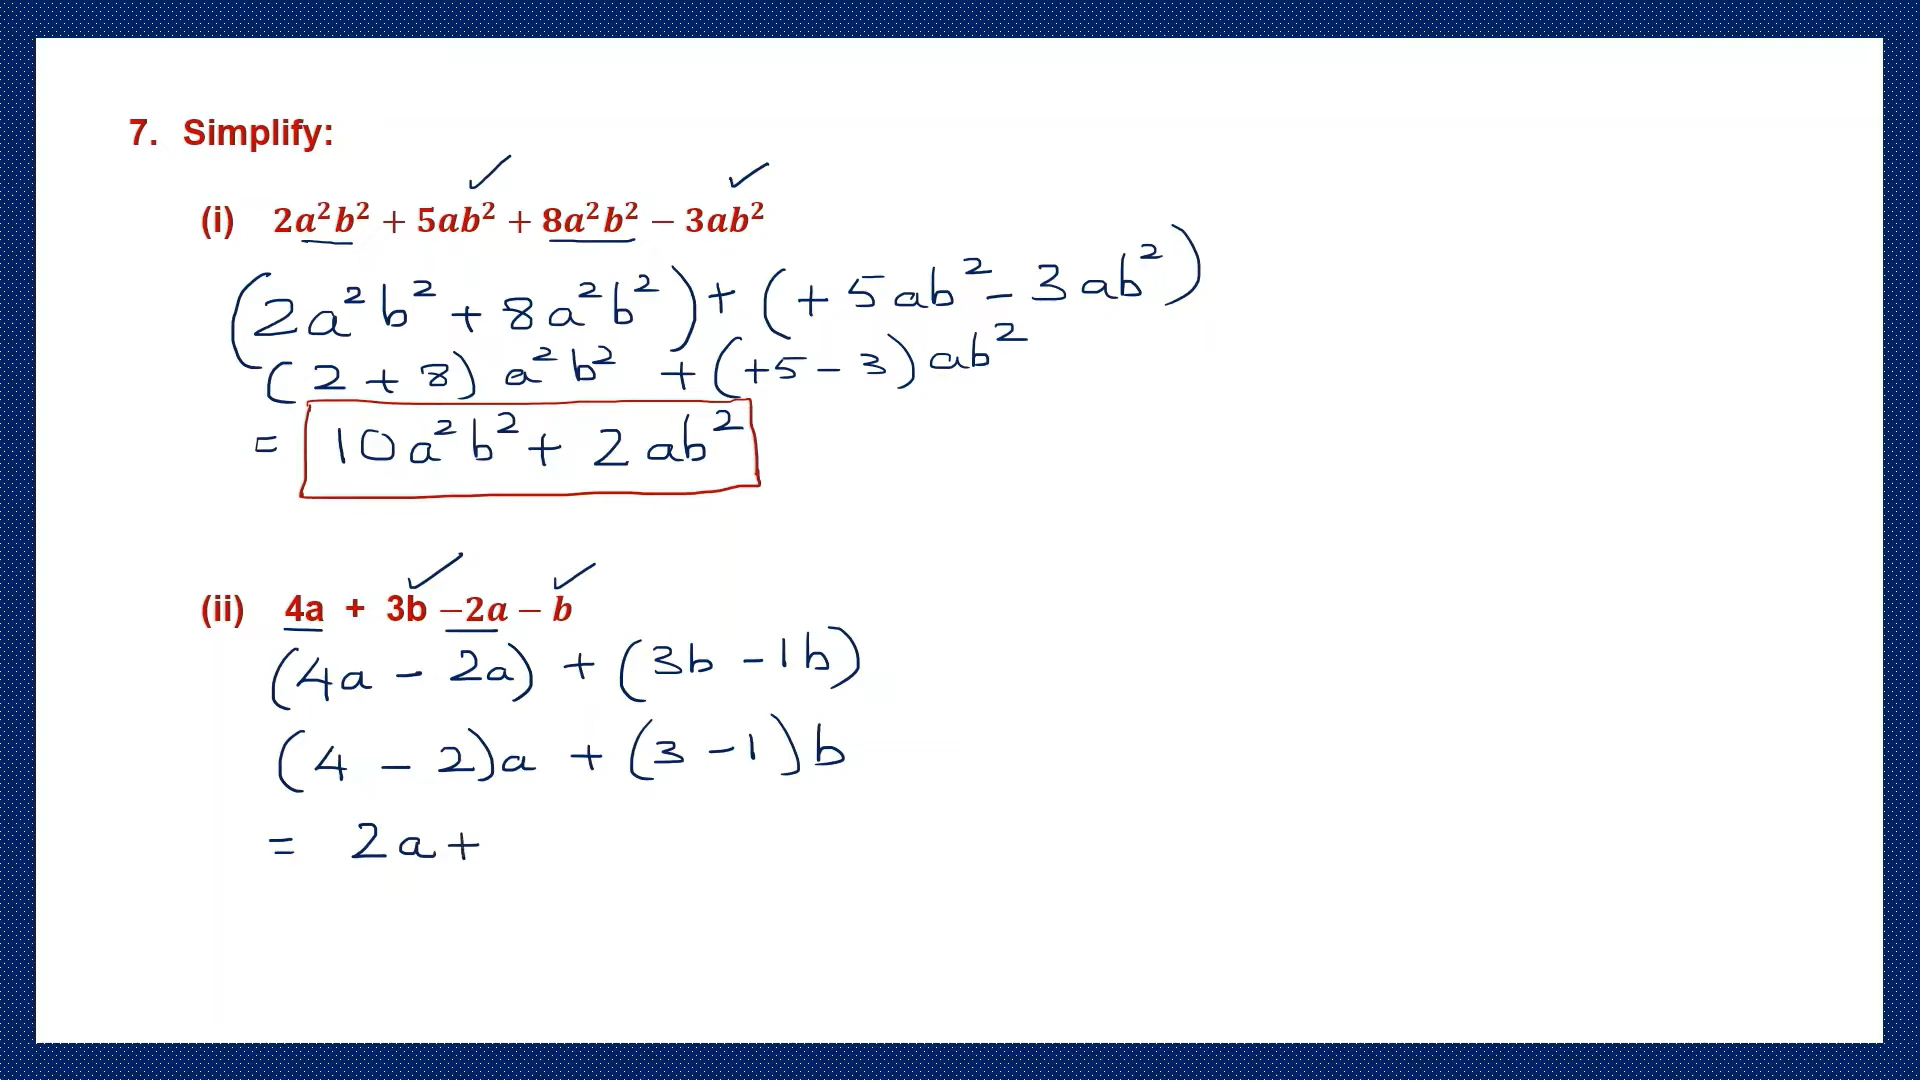 7. Simplify:
(i) 2a²b² + 5ab² + 8a²b² − 3ab²
(2a²b² + 8a²b²) + (+ 5ab² − 3ab²)
(2 + 8) a²b² + (+5 − 3) ab²
= 10a²b² + 2ab²
(ii) 4a + 3b −2a − b
(4a − 2a) + (3b − 1b)
(4 − 2)a + (3 − 1)b
= 2a +